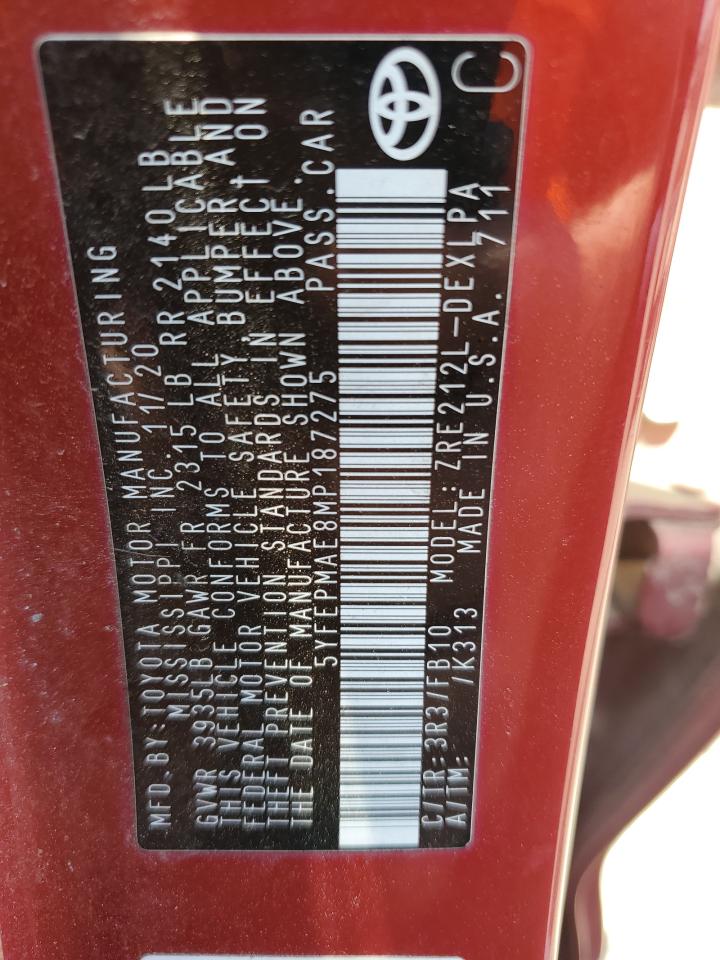 MFD.BY: TOYOTA MOTOR MANUFACTURING
MISSISSIPPI INC. 11/20
GVWR 3935LB GAWR FR 2315 LB RR 2140LB
THIS VEHICLE CONFORMS TO ALL APPLICABLE
FEDERAL MOTOR VEHICLE SAFETY, BUMPER AND
THEFT PREVENTION STANDARDS IN EFFECT ON
THE DATE OF MANUFACTURE SHOWN ABOVE.
5YFEPMAE8MP187275 PASS.CAR
C/TR:3R3/FB10 MODEL:ZRE212L-DEXLPA
A/TM: /K313 MADE IN U.S.A. 711
C